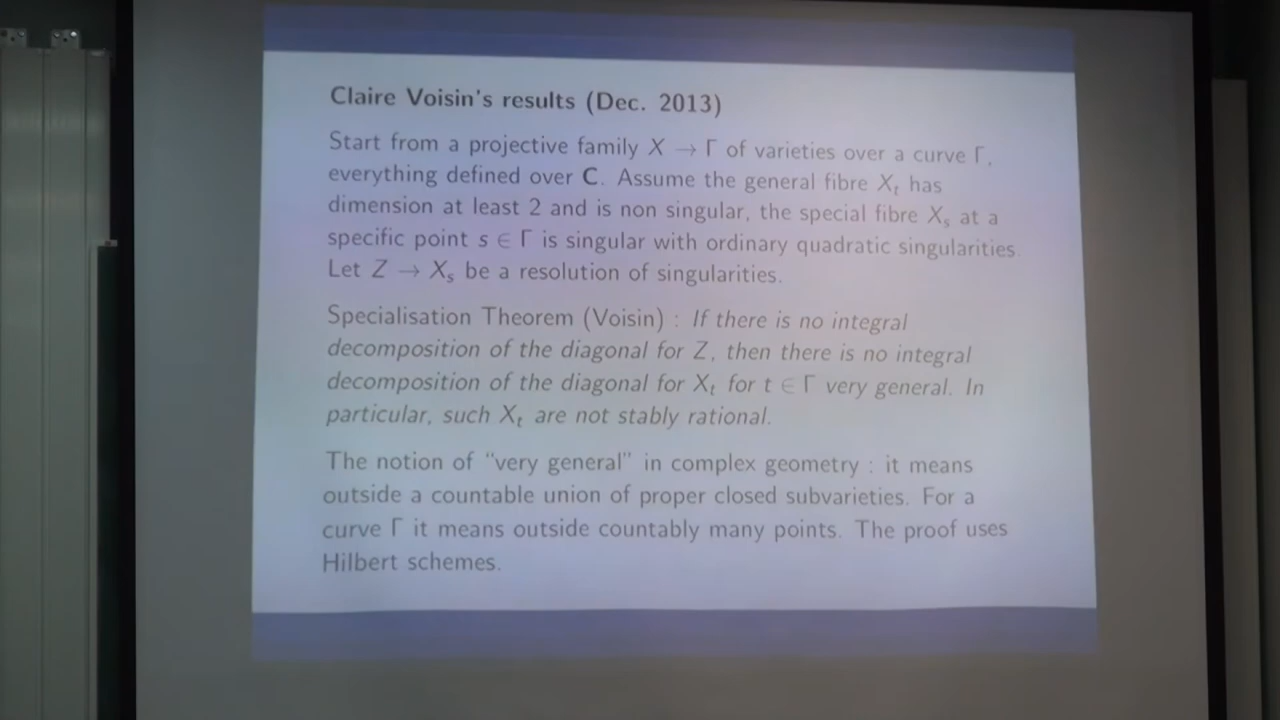 Claire Voisin's results (Dec. 2013)
Start from a projective family X → Γ of varieties over a curve Γ,
everything defined over C. Assume the general fibre Xₜ has
dimension at least 2 and is non singular, the special fibre Xₛ at a
specific point s ∈ Γ is singular with ordinary quadratic singularities.
Let Z → Xₛ be a resolution of singularities.
Specialisation Theorem (Voisin) : If there is no integral
decomposition of the diagonal for Z, then there is no integral
decomposition of the diagonal for Xₜ for t ∈ Γ very general. In
particular, such Xₜ are not stably rational.
The notion of "very general" in complex geometry : it means
outside a countable union of proper closed subvarieties. For a
curve Γ it means outside countably many points. The proof uses
Hilbert schemes.